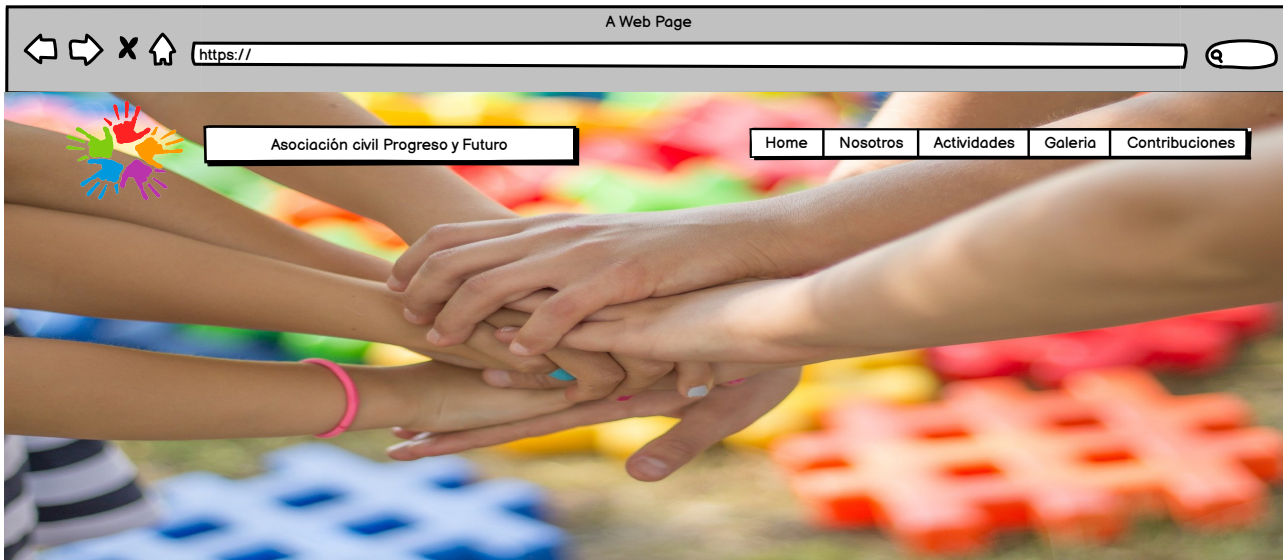 A Web Page
https://
Asociación civil Progreso y Futuro
Home
Nosotros
Actividades
Galeria
Contribuciones